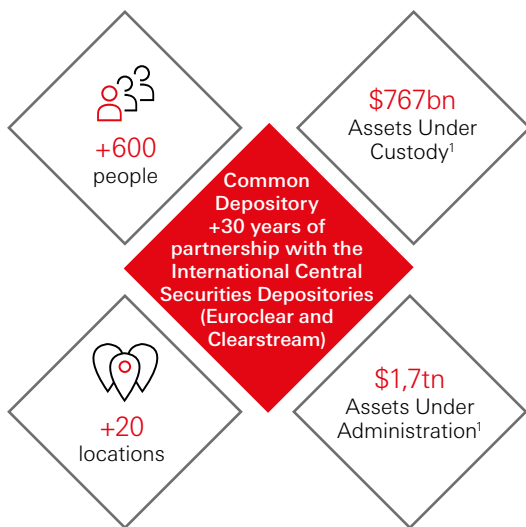 +600
people
$767bn
Assets Under
Custody¹
Common
Depository
+30 years of
partnership with the
International Central
Securities Depositories
(Euroclear and
Clearstream)
+20
locations
$1,7tn
Assets Under
Administration¹